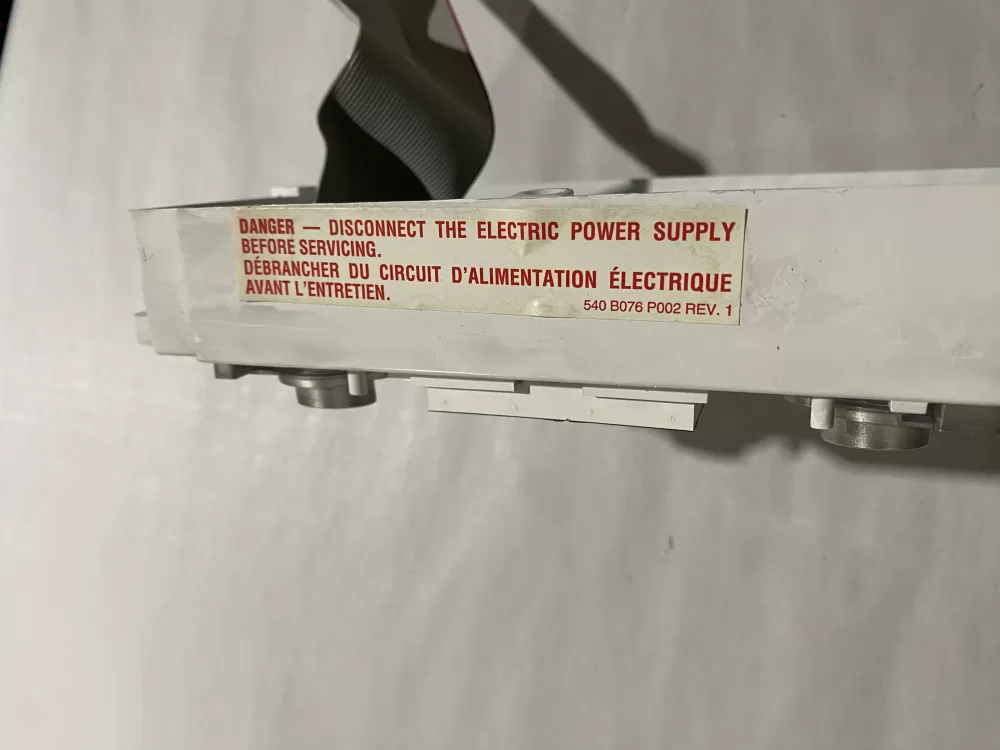 DANGER — DISCONNECT THE ELECTRIC POWER SUPPLY
BEFORE SERVICING.
DÉBRANCHER DU CIRCUIT D'ALIMENTATION ÉLECTRIQUE
AVANT L'ENTRETIEN.
540 B076 P002 REV. 1